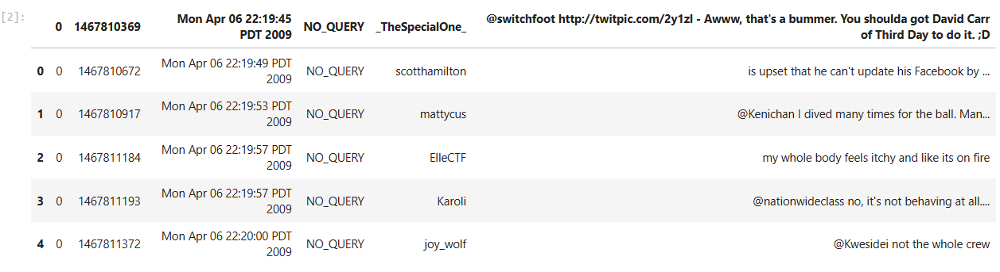 [2]:
0 1467810369 Mon Apr 06 22:19:45 PDT 2009 NO_QUERY _TheSpecialOne_ @switchfoot http://twitpic.com/2y1zl - Awww, that's a bummer. You shoulda got David Carr of Third Day to do it. ;D
0 0 1467810672 Mon Apr 06 22:19:49 PDT 2009 NO_QUERY scotthamilton is upset that he can't update his Facebook by ...
1 0 1467810917 Mon Apr 06 22:19:53 PDT 2009 NO_QUERY mattycus @Kenichan I dived many times for the ball. Man...
2 0 1467811184 Mon Apr 06 22:19:57 PDT 2009 NO_QUERY ElleCTF my whole body feels itchy and like its on fire
3 0 1467811193 Mon Apr 06 22:19:57 PDT 2009 NO_QUERY Karoli @nationwideclass no, it's not behaving at all....
4 0 1467811372 Mon Apr 06 22:20:00 PDT 2009 NO_QUERY joy_wolf @Kwesidei not the whole crew